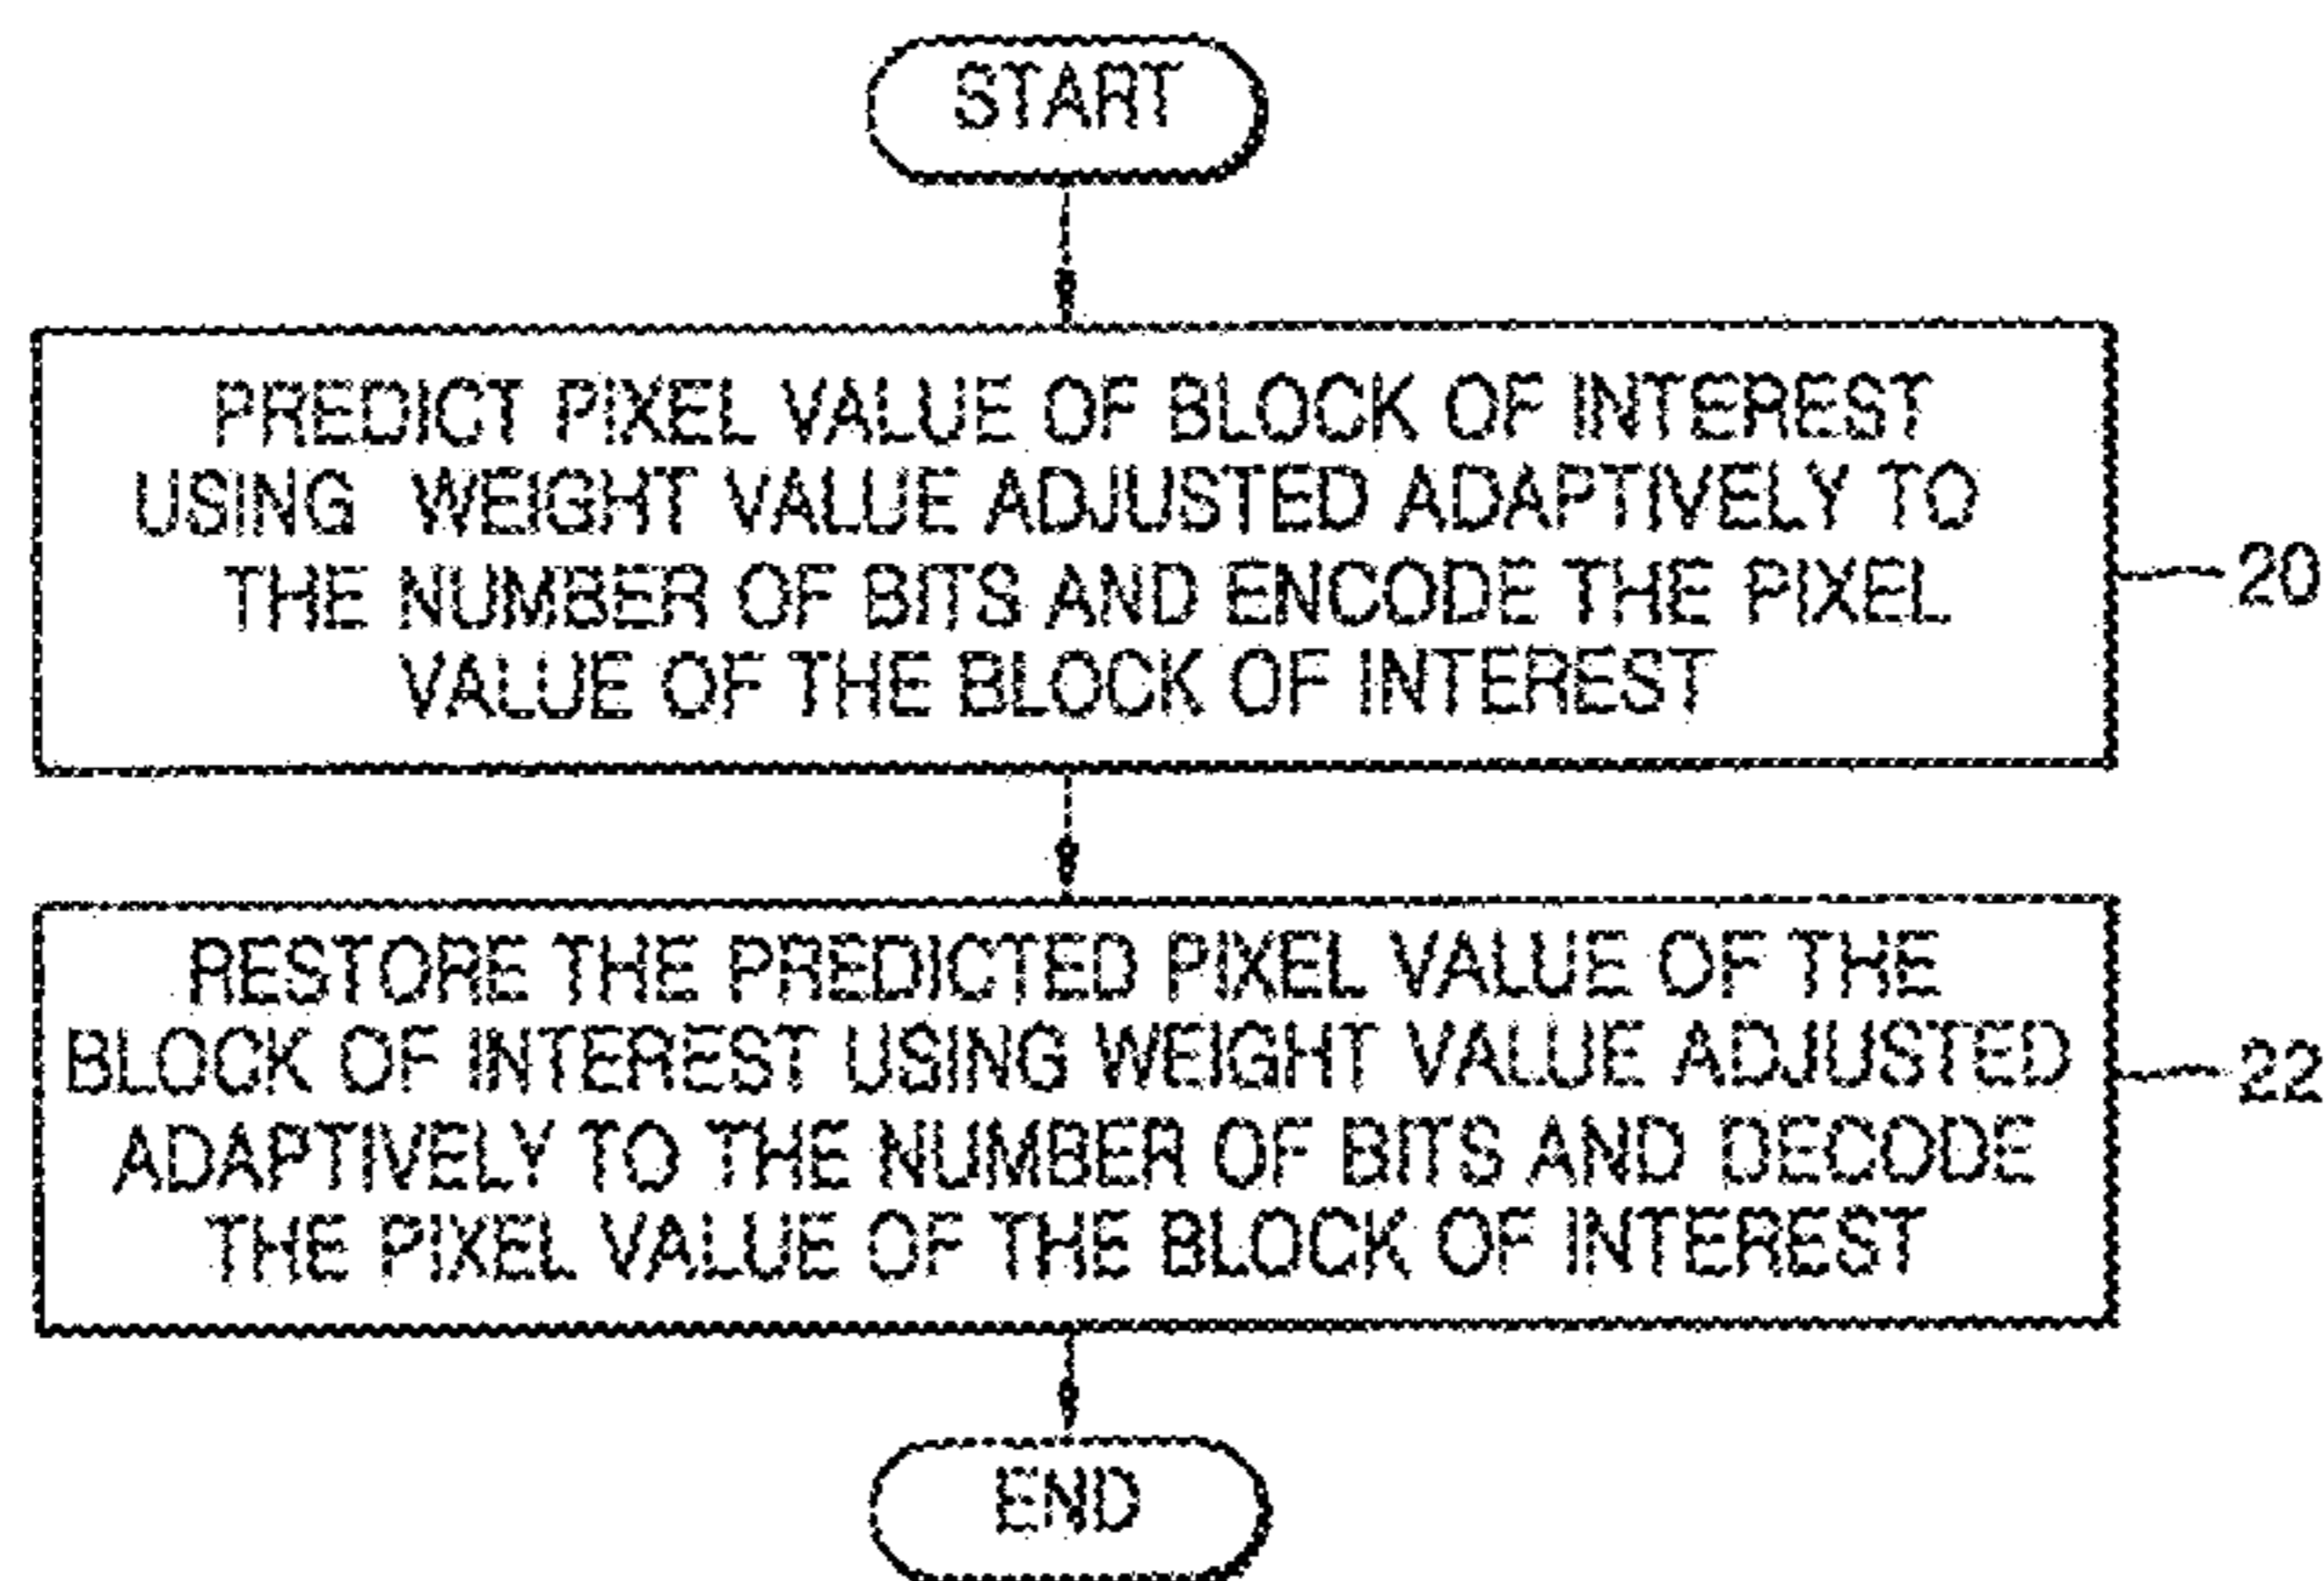 START
PREDICT PIXEL VALUE OF BLOCK OF INTEREST
USING WEIGHT VALUE ADJUSTED ADAPTIVELY TO
THE NUMBER OF BITS AND ENCODE THE PIXEL
VALUE OF THE BLOCK OF INTEREST
20
RESTORE THE PREDICTED PIXEL VALUE OF THE
BLOCK OF INTEREST USING WEIGHT VALUE ADJUSTED
ADAPTIVELY TO THE NUMBER OF BITS AND DECODE
THE PIXEL VALUE OF THE BLOCK OF INTEREST
22
END